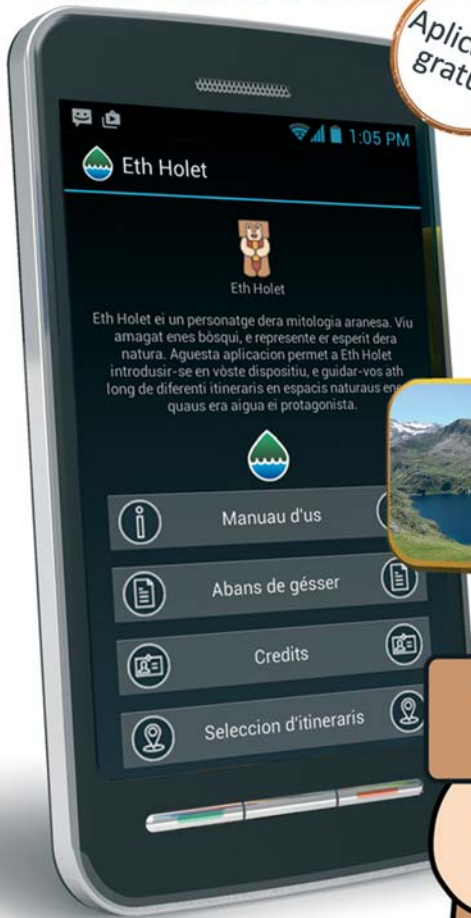 Eth Holet
1:05 PM
Eth Holet
Eth Holet ei un personatge dera mitologia aranesa. Viu
amagat enes bòsqui, e represente er esperit dera
natura. Aguesta aplicacion permet a Eth Holet
introdusir-se en vòste dispositiu, e guidar-vos ath
long de diferenti itineraris en espacis naturaus
quaus era aigua ei protagonista.
Manuau d'us
Abans de gésser
Credits
Seleccion d'itineraris